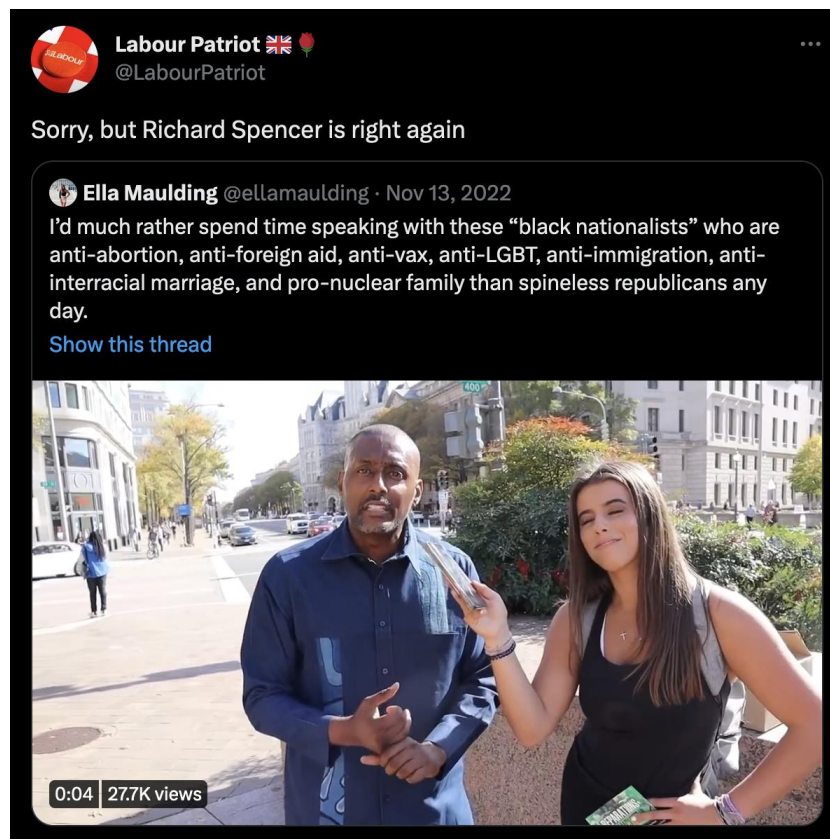 Labour Patriot 🇬🇧🌹
@LabourPatriot
Sorry, but Richard Spencer is right again
Ella Maulding @ellamaulding · Nov 13, 2022
I’d much rather spend time speaking with these “black nationalists” who are
anti-abortion, anti-foreign aid, anti-vax, anti-LGBT, anti-immigration, anti-
interracial marriage, and pro-nuclear family than spineless republicans any
day.
Show this thread
400
0:04 27.7K views